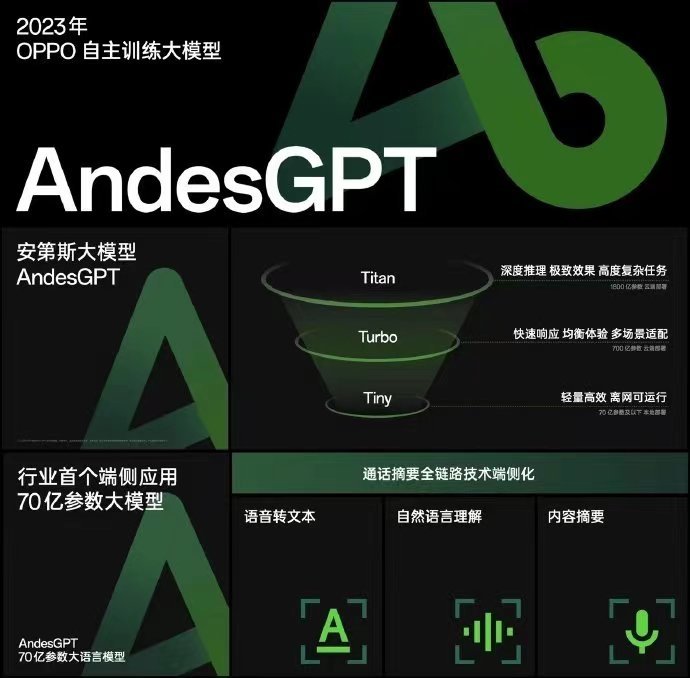 2023年
OPPO 自主训练大模型
AndesGPT
安第斯大模型
AndesGPT
Titan
深度推理 极致效果 高度复杂任务
1800 亿参数 云端部署
Turbo
快速响应 均衡体验 多场景适配
700 亿参数 云端部署
Tiny
轻量高效 离网可运行
70 亿参数及以下 本地部署
行业首个端侧应用
70亿参数大模型
AndesGPT
70亿参数大语言模型
通话摘要全链路技术端侧化
语音转文本
自然语言理解
内容摘要
A